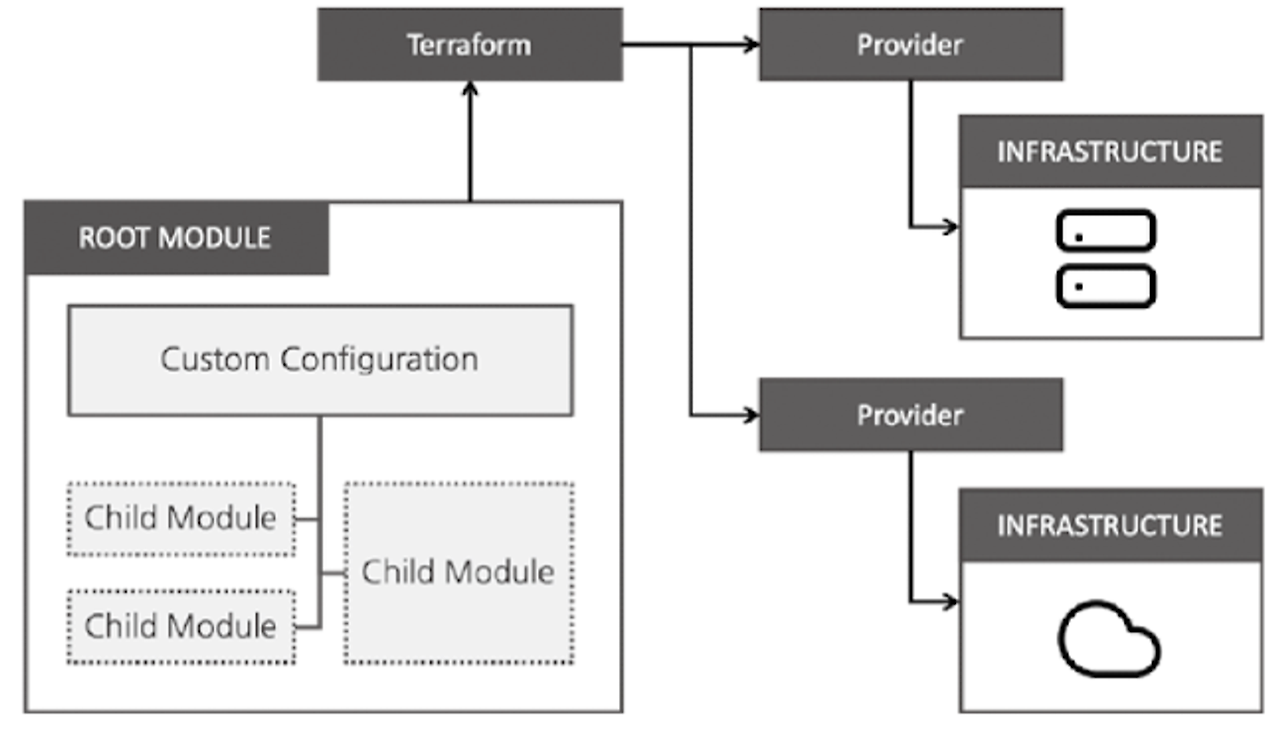 Terraform
Provider
INFRASTRUCTURE
ROOT MODULE
Custom Configuration
Child Module
Child Module
Child Module
Provider
INFRASTRUCTURE